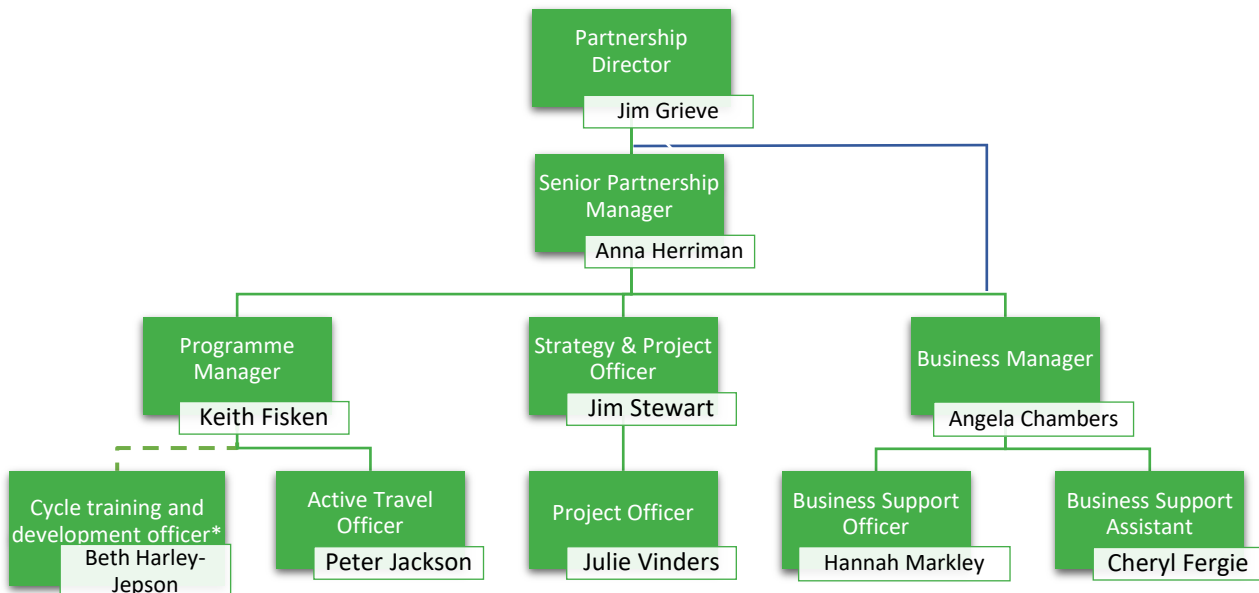 Partnership
Director
Jim Grieve
Senior Partnership
Manager
Anna Herriman
Programme
Manager
Keith Fisken
Strategy & Project
Officer
Jim Stewart
Business Manager
Angela Chambers
Cycle training and
development officer*
Beth Harley-
Jepson
Active Travel
Officer
Peter Jackson
Project Officer
Julie Vinders
Business Support
Officer
Hannah Markley
Business Support
Assistant
Cheryl Fergie